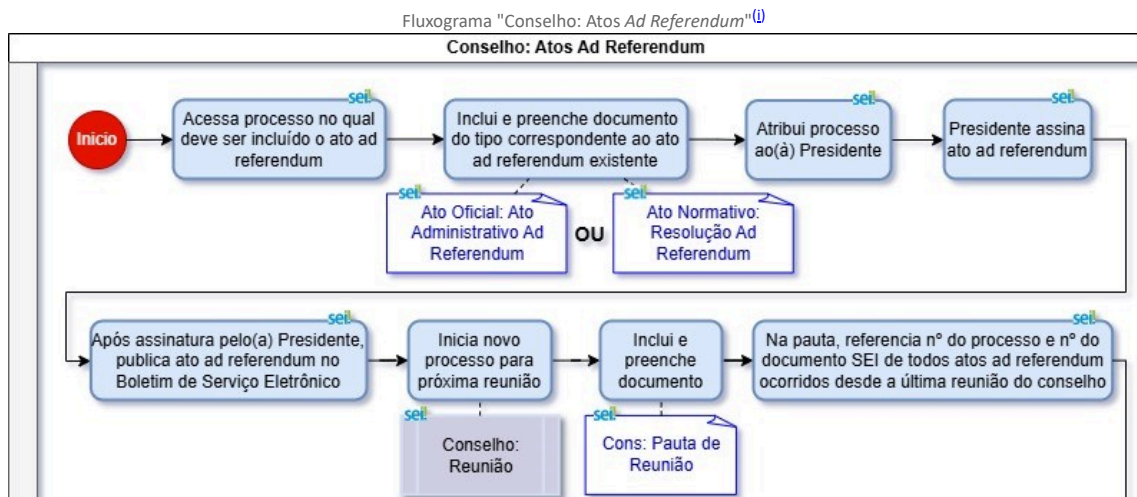 Fluxograma "Conselho: Atos Ad Referendum"(i)
Conselho: Atos Ad Referendum
Inicio
sei!
Acessa processo no qual
deve ser incluído o ato ad
referendum
Inclui e preenche documento
do tipo correspondente ao ato
ad referendum existente
sei!
Atribui processo
ao(à) Presidente
sei!
Presidente assina
ato ad referendum
sei!
sei!
Ato Oficial: Ato
Administrativo Ad
Referendum
OU
sei!
Ato Normativo:
Resolução Ad
Referendum
sei!
Após assinatura pelo(a) Presidente,
publica ato ad referendum no
Boletim de Serviço Eletrônico
Inicia novo
processo para
próxima reunião
Inclui e
preenche
documento
sei!
Na pauta, referencia nº do processo e nº do
documento SEI de todos atos ad referendum
ocorridos desde a última reunião do conselho
sei!
Conselho:
Reunião
sei!
Cons: Pauta de
Reunião